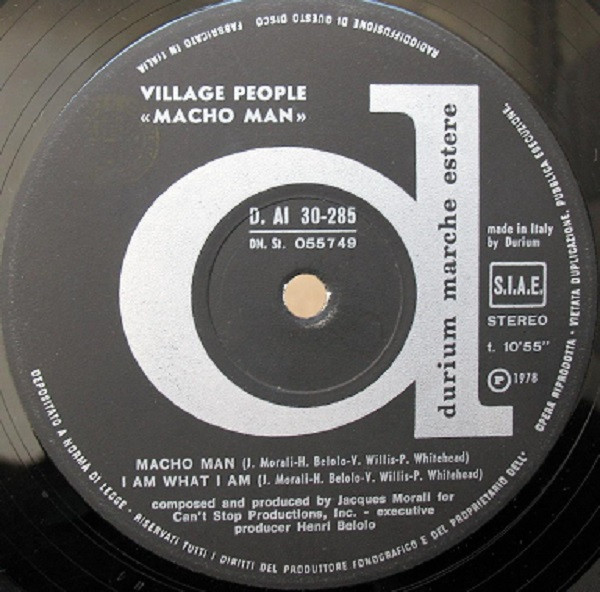 VILLAGE PEOPLE
«MACHO MAN»
D. AI 30-285
DN. St. O55749
durium marche estere
made in Italy
by Durium
S.I.A.E.
STEREO
t. 10'55"
P 1978
MACHO MAN (J. Morali-H. Belolo-V. Willis-P. Whitehead)
I AM WHAT I AM (J. Morali-H. Belolo-V. Willis-P. Whitehead)
composed and produced by Jacques Morali for
Can't Stop Productions, Inc. - executive
producer Henri Belolo
DEPOSITATO A NORMA DI LEGGE - RISERVATI TUTTI I DIRITTI DEL PRODUTTORE FONOGRAFICO E DEL PROPRIETARIO DELL' OPERA RIPRODOTTA - VIETATA DUPLICAZIONE, PUBBLICA ESECUZIONE, RADIODIFFUSIONE DI QUESTO DISCO FABBRICATO IN ITALIA